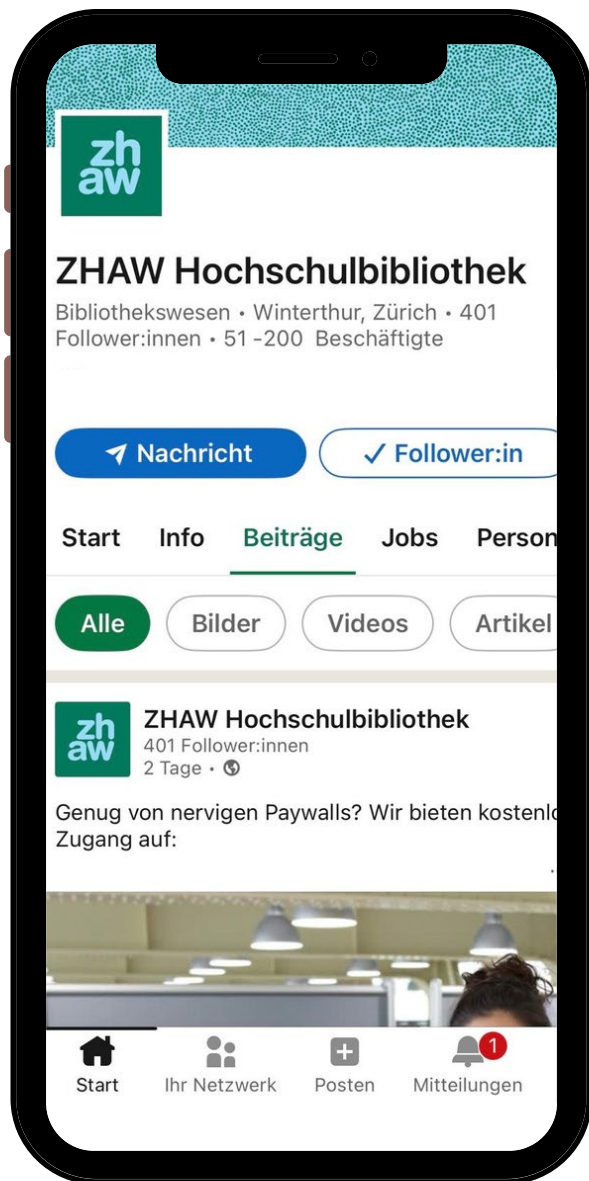 zh
aw
ZHAW Hochschulbibliothek
Bibliothekswesen • Winterthur, Zürich • 401
Follower:innen • 51 -200 Beschäftigte
Nachricht
Follower:in
Start Info Beiträge Jobs Person
Alle Bilder Videos Artikel
zh
aw
ZHAW Hochschulbibliothek
401 Follower:innen
2 Tage •
Genug von nervigen Paywalls? Wir bieten kostenlo
Zugang auf:
1
Start Ihr Netzwerk Posten Mitteilungen